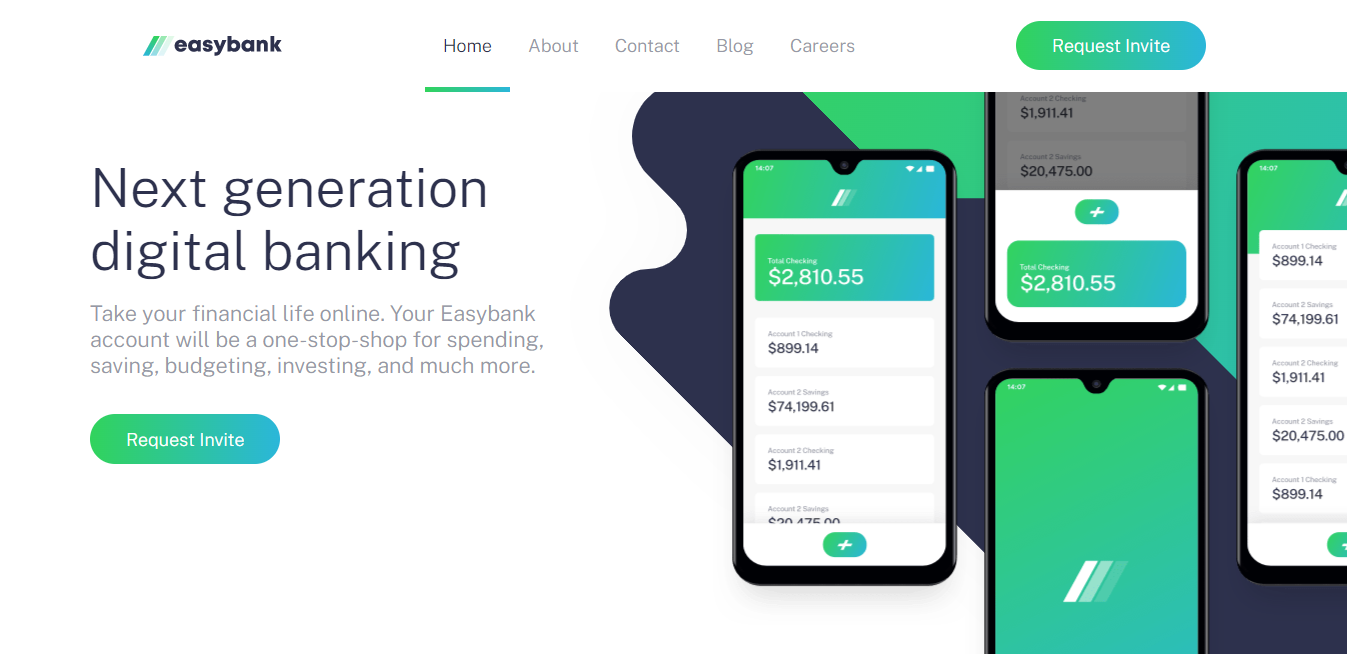 easybank
Home
About
Contact
Blog
Careers
Request Invite
Next generation
digital banking
Take your financial life online. Your Easybank
account will be a one-stop-shop for spending,
saving, budgeting, investing, and much more.
Request Invite
14:07
Total Checking
$2,810.55
Account 1 Checking
$899.14
Account 2 Savings
$74,199.61
Account 2 Checking
$1,911.41
Account 2 Savings
$20,475.00
Account 2 Checking
$1,911.41
Account 2 Savings
$20,475.00
Total Checking
$2,810.55
14:07
14:07
Account 1 Checking
$899.14
Account 2 Savings
$74,199.61
Account 2 Checking
$1,911.41
Account 2 Savings
$20,475.00
Account 1 Checking
$899.14